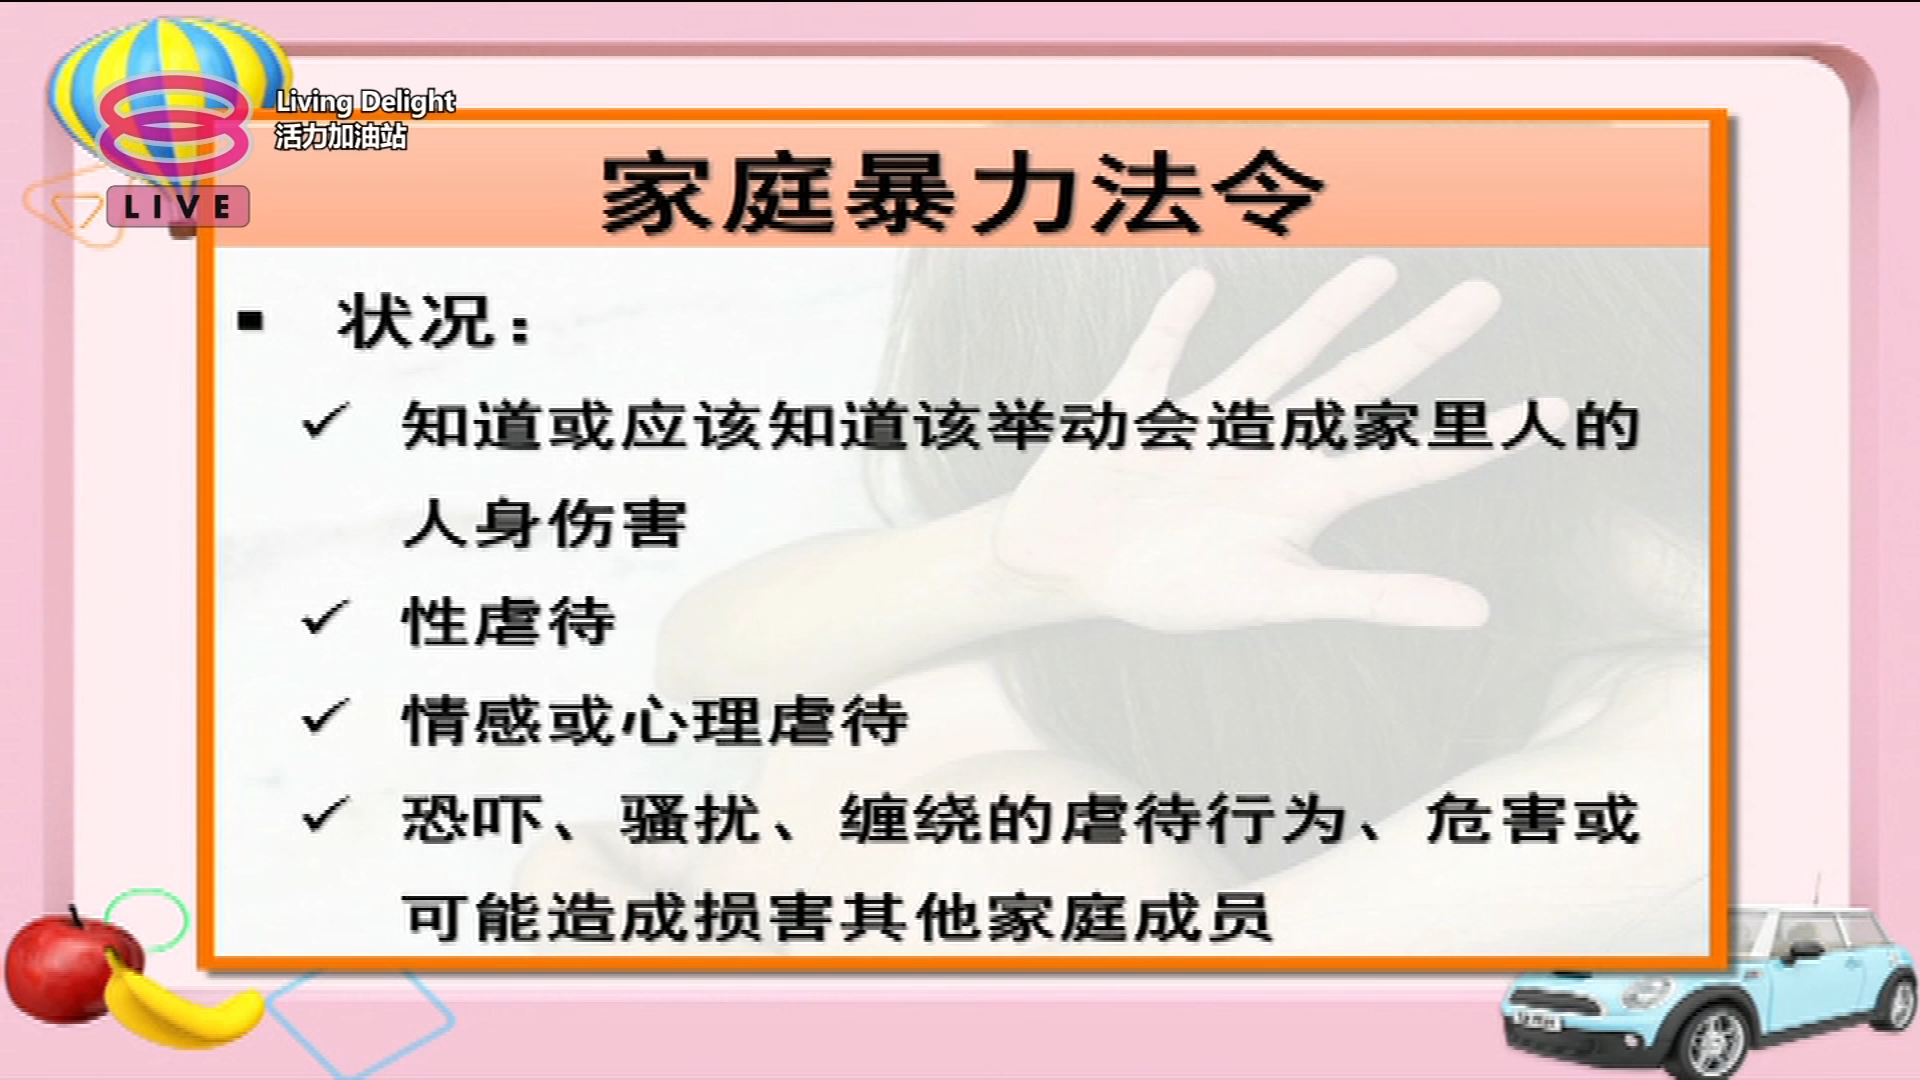 Living Delight
活力加油站
LIVE
家庭暴力法令
▪ 状况：
✓ 知道或应该知道该举动会造成家里人的
人身伤害
✓ 性虐待
✓ 情感或心理虐待
✓ 恐吓、骚扰、缠绕的虐待行为、危害或
可能造成损害其他家庭成员